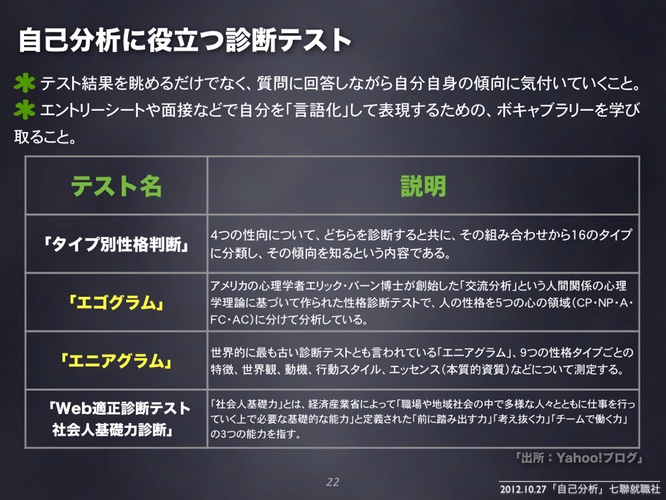 自己分析に役立つ診断テスト
テスト結果を眺めるだけでなく、質問に回答しながら自分自身の傾向に気付いていくこと。
エントリーシートや面接などで自分を「言語化」して表現するための、ボキャブラリーを学び
取ること。
テスト名
説明
「タイプ別性格判断」
4つの性向について、どちらを診断すると共に、その組み合わせから16のタイプ
に分類し、その傾向を知るという内容である。
「エゴグラム」
アメリカの心理学者エリック・バーン博士が創始した「交流分析」という人間関係の心理
学理論に基づいて作られた性格診断テストで、人の性格を5つの心の領域(CP・NP・A・
FC・AC)に分けて分析している。
「エニアグラム」
世界的に最も古い診断テストとも言われている「エニアグラム」、9つの性格タイプごとの
特徴、世界観、動機、行動スタイル、エッセンス(本質的資質)などについて測定する。
「Web適正診断テスト
社会人基礎力診断」
「社会人基礎力」とは、経済産業省によって「職場や地域社会の中で多様な人々とともに仕事を行っ
ていく上で必要な基礎的な能力」と定義された「前に踏み出す力」「考え抜く力」「チームで働く力」
の3つの能力を指す。
「出所：Yahoo!ブログ」
22
2012.10.27「自己分析」七聯就職社